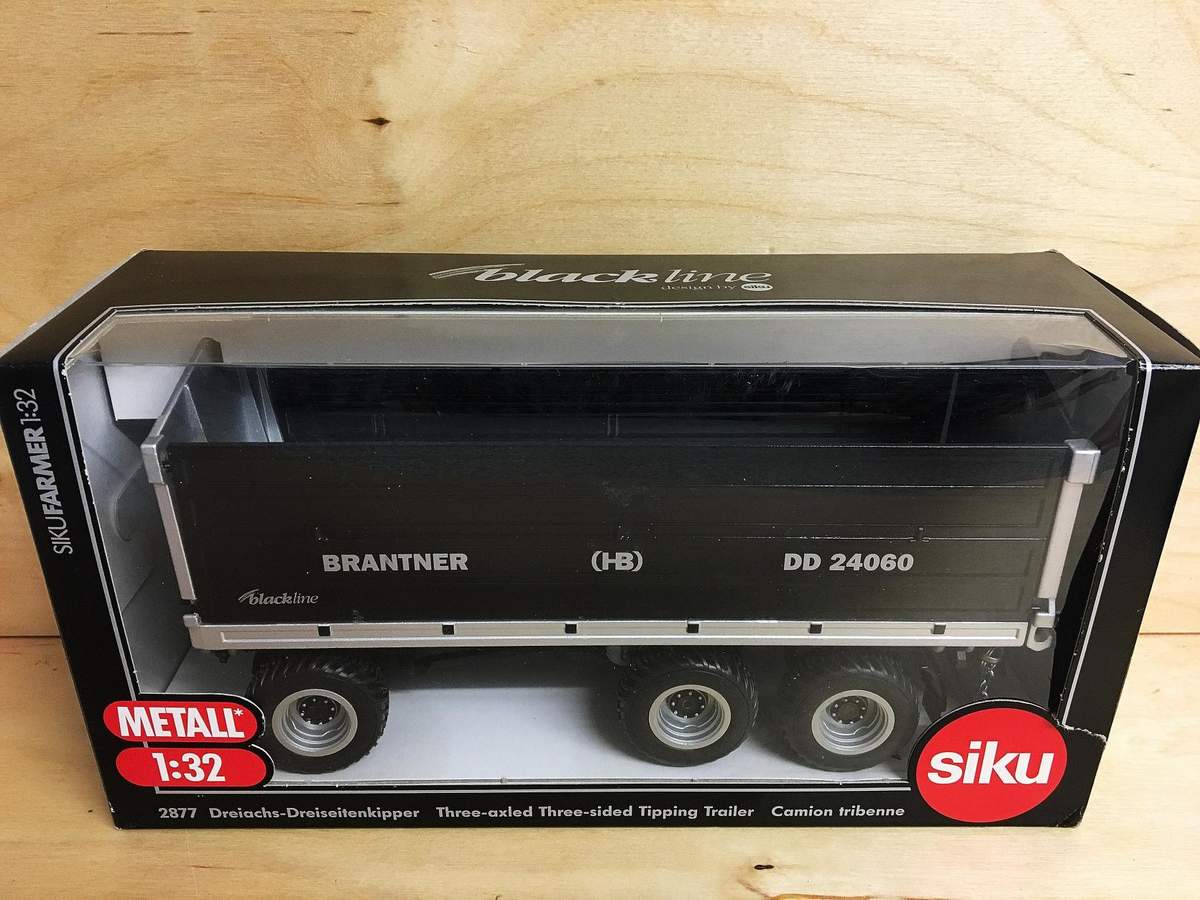 blackline
design by siku
SIKUFARMER 1:32
BRANTNER (HB) DD 24060
blackline
METALL*
1:32
siku
2877 Dreiachs-Dreiseitenkipper Three-axled Three-sided Tipping Trailer Camion tribenne